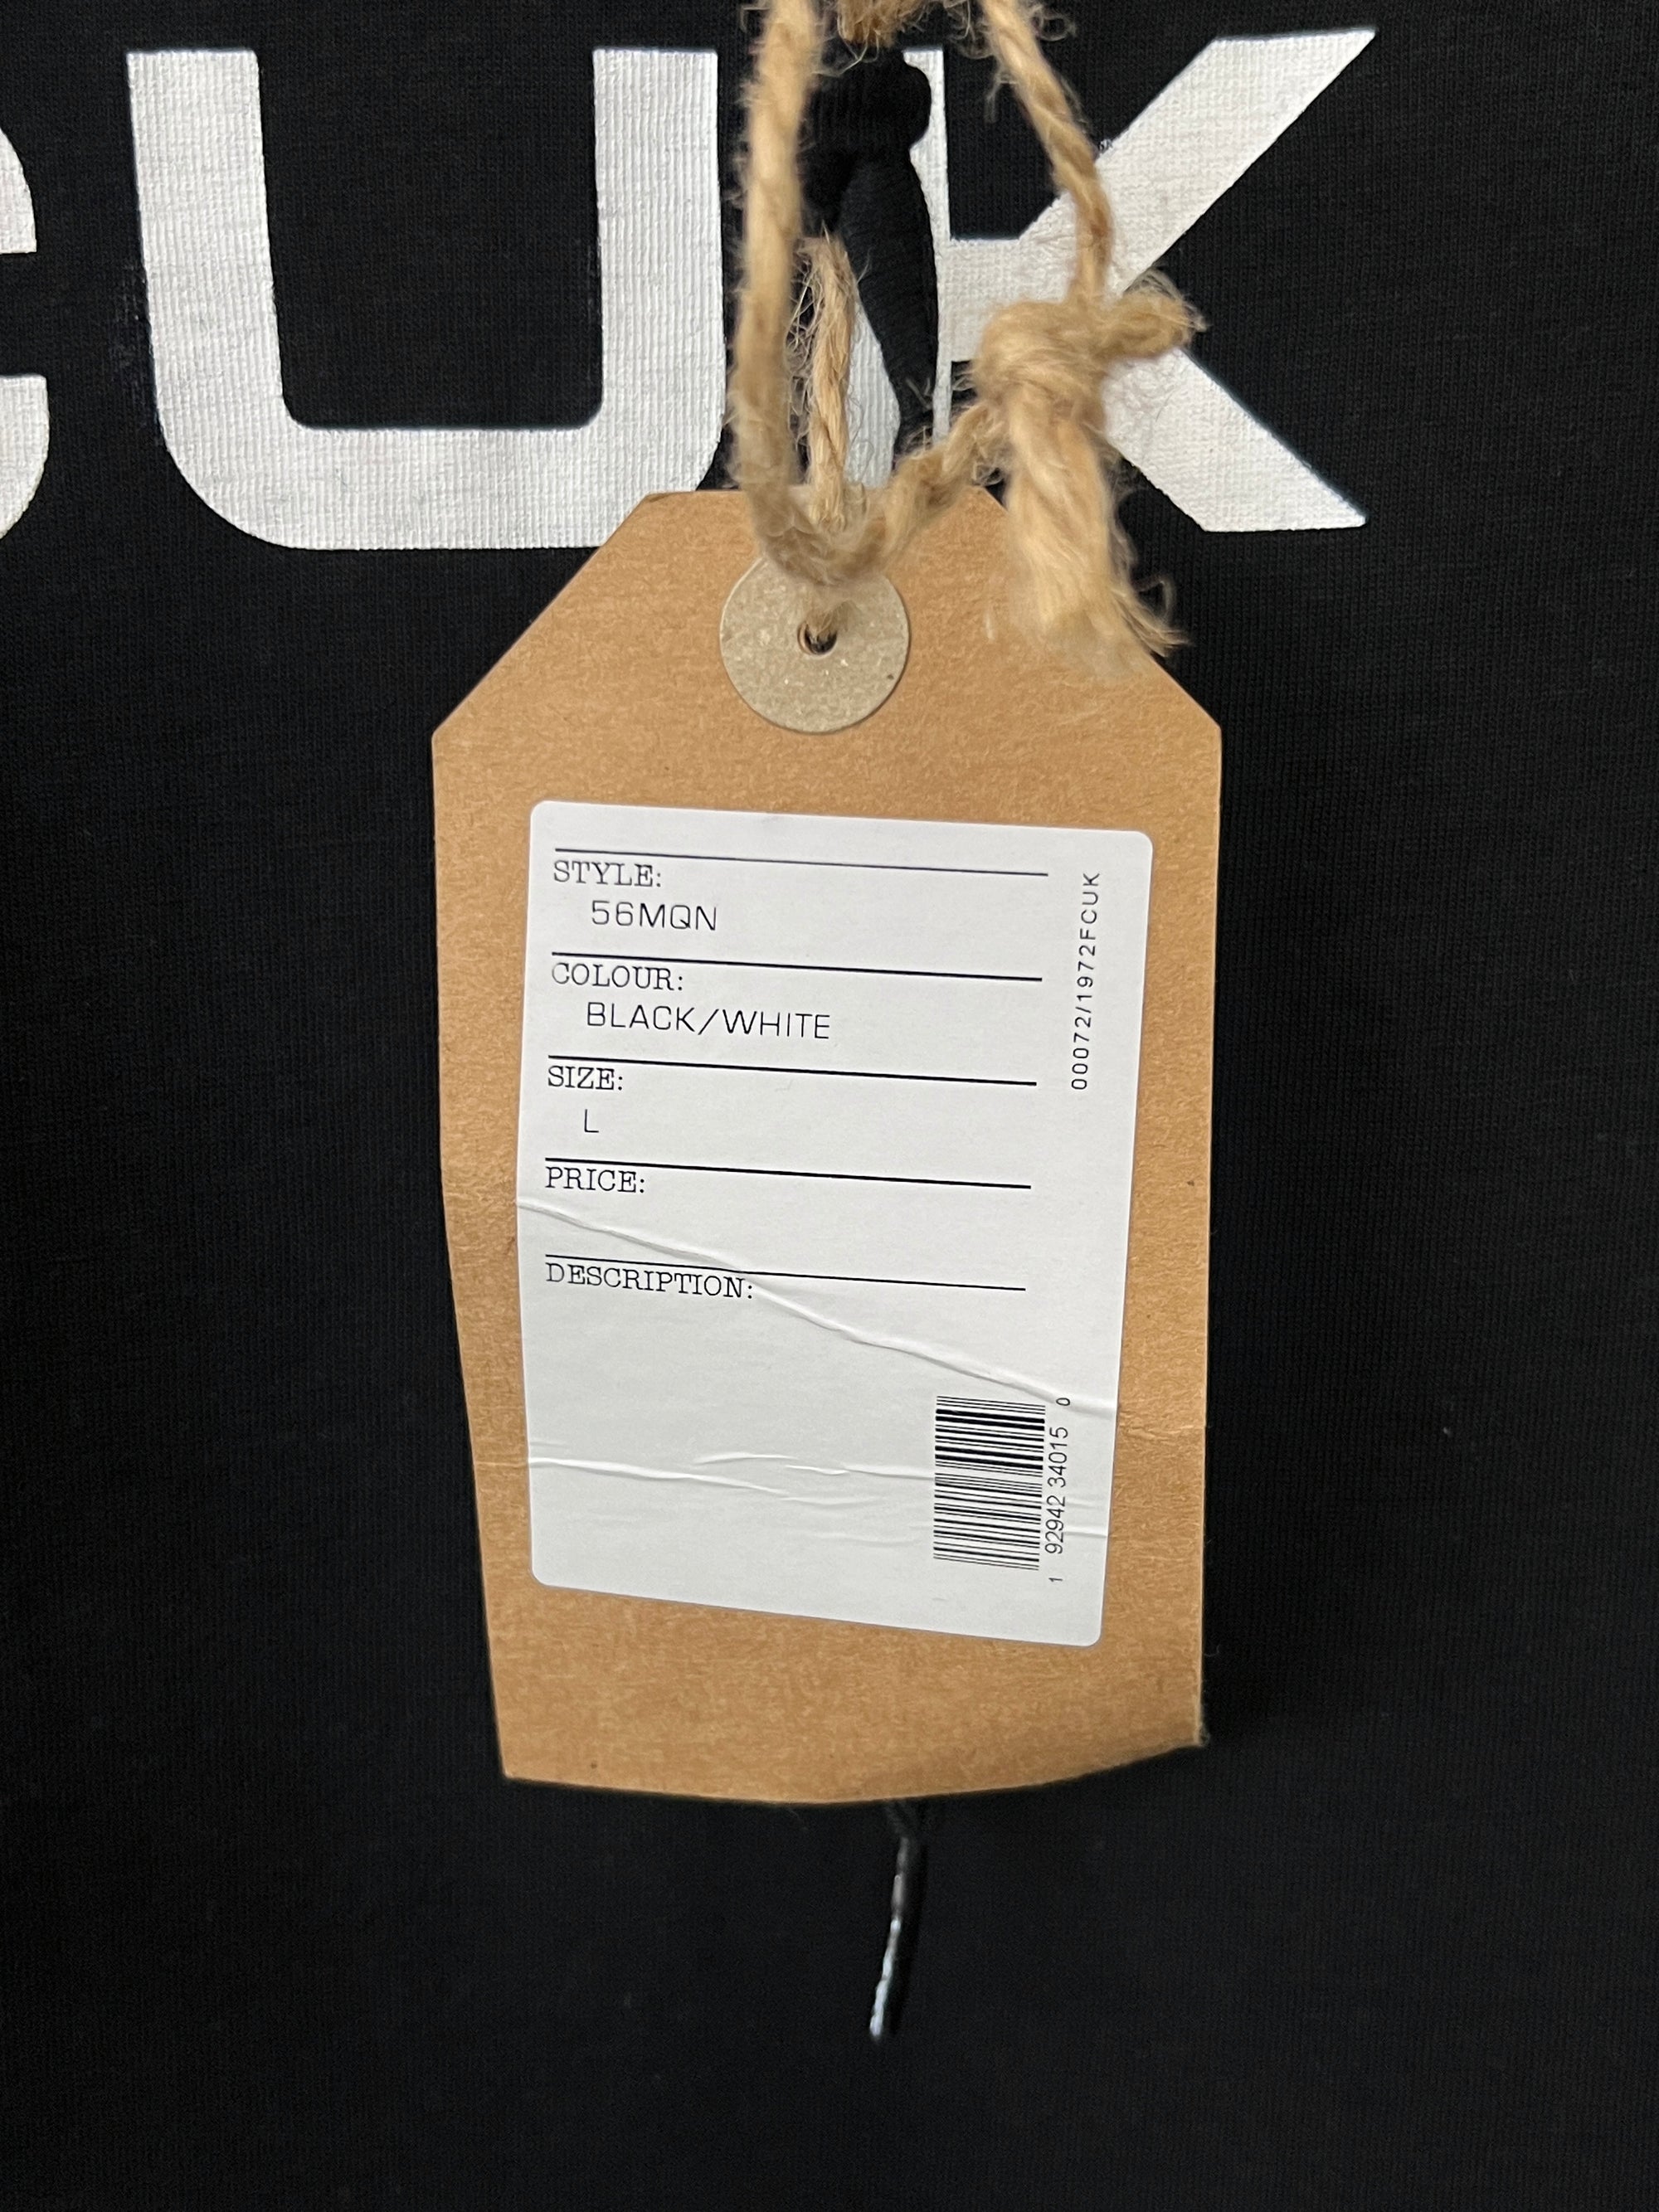 CUK
STYLE:
56MQN
COLOUR:
BLACK/WHITE
SIZE:
L
PRICE:
DESCRIPTION:
00072/1972FCUK
1 92942 34015 0